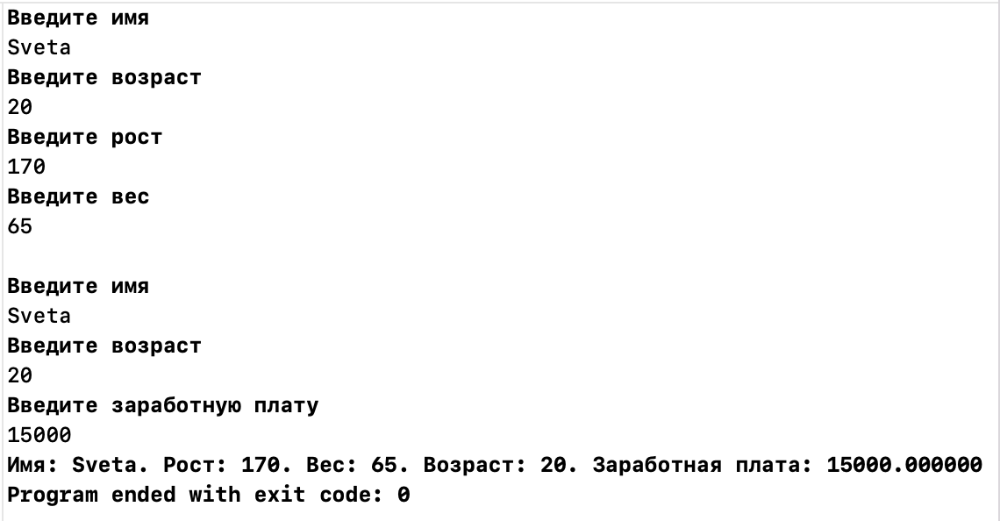 Введите имя
Sveta
Введите возраст
20
Введите рост
170
Введите вес
65
Введите имя
Sveta
Введите возраст
20
Введите заработную плату
15000
Имя: Sveta. Рост: 170. Вес: 65. Возраст: 20. Заработная плата: 15000.000000
Program ended with exit code: 0